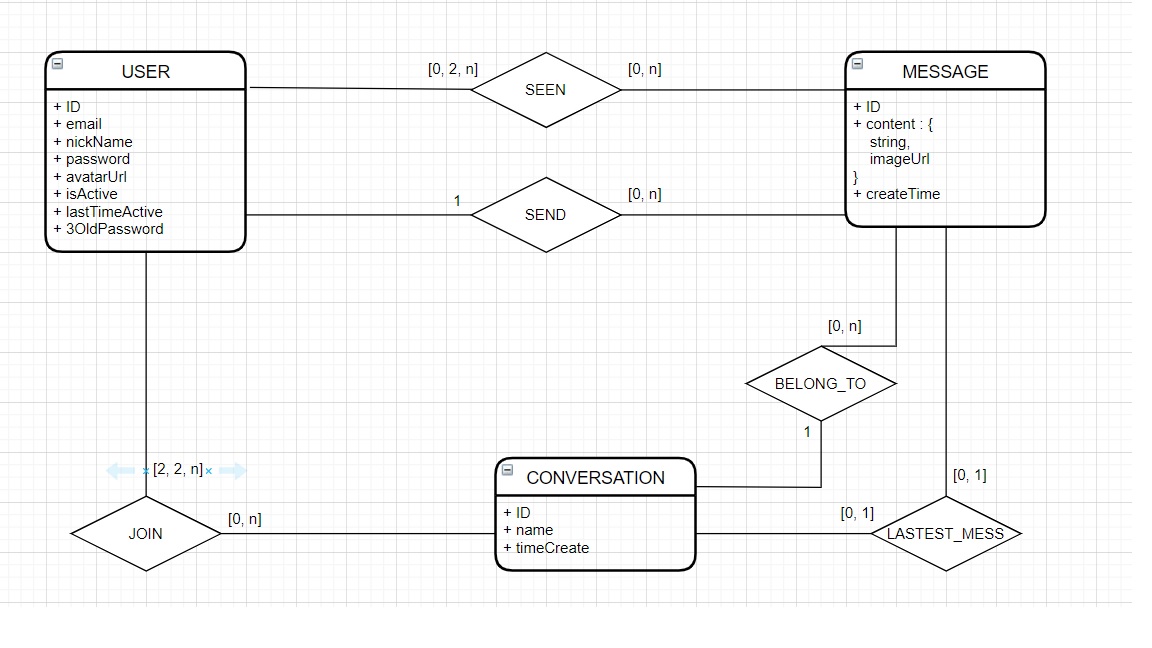 USER
+ ID
+ email
+ nickName
+ password
+ avatarUrl
+ isActive
+ lastTimeActive
+ 3OldPassword
[0, 2, n]
SEEN
[0, n]
1
SEND
[0, n]
MESSAGE
+ ID
+ content : {
string,
imageUrl
}
+ createTime
[0, n]
BELONG_TO
1
[2, 2, n]
JOIN
[0, n]
CONVERSATION
+ ID
+ name
+ timeCreate
[0, 1]
[0, 1]
LASTEST_MESS